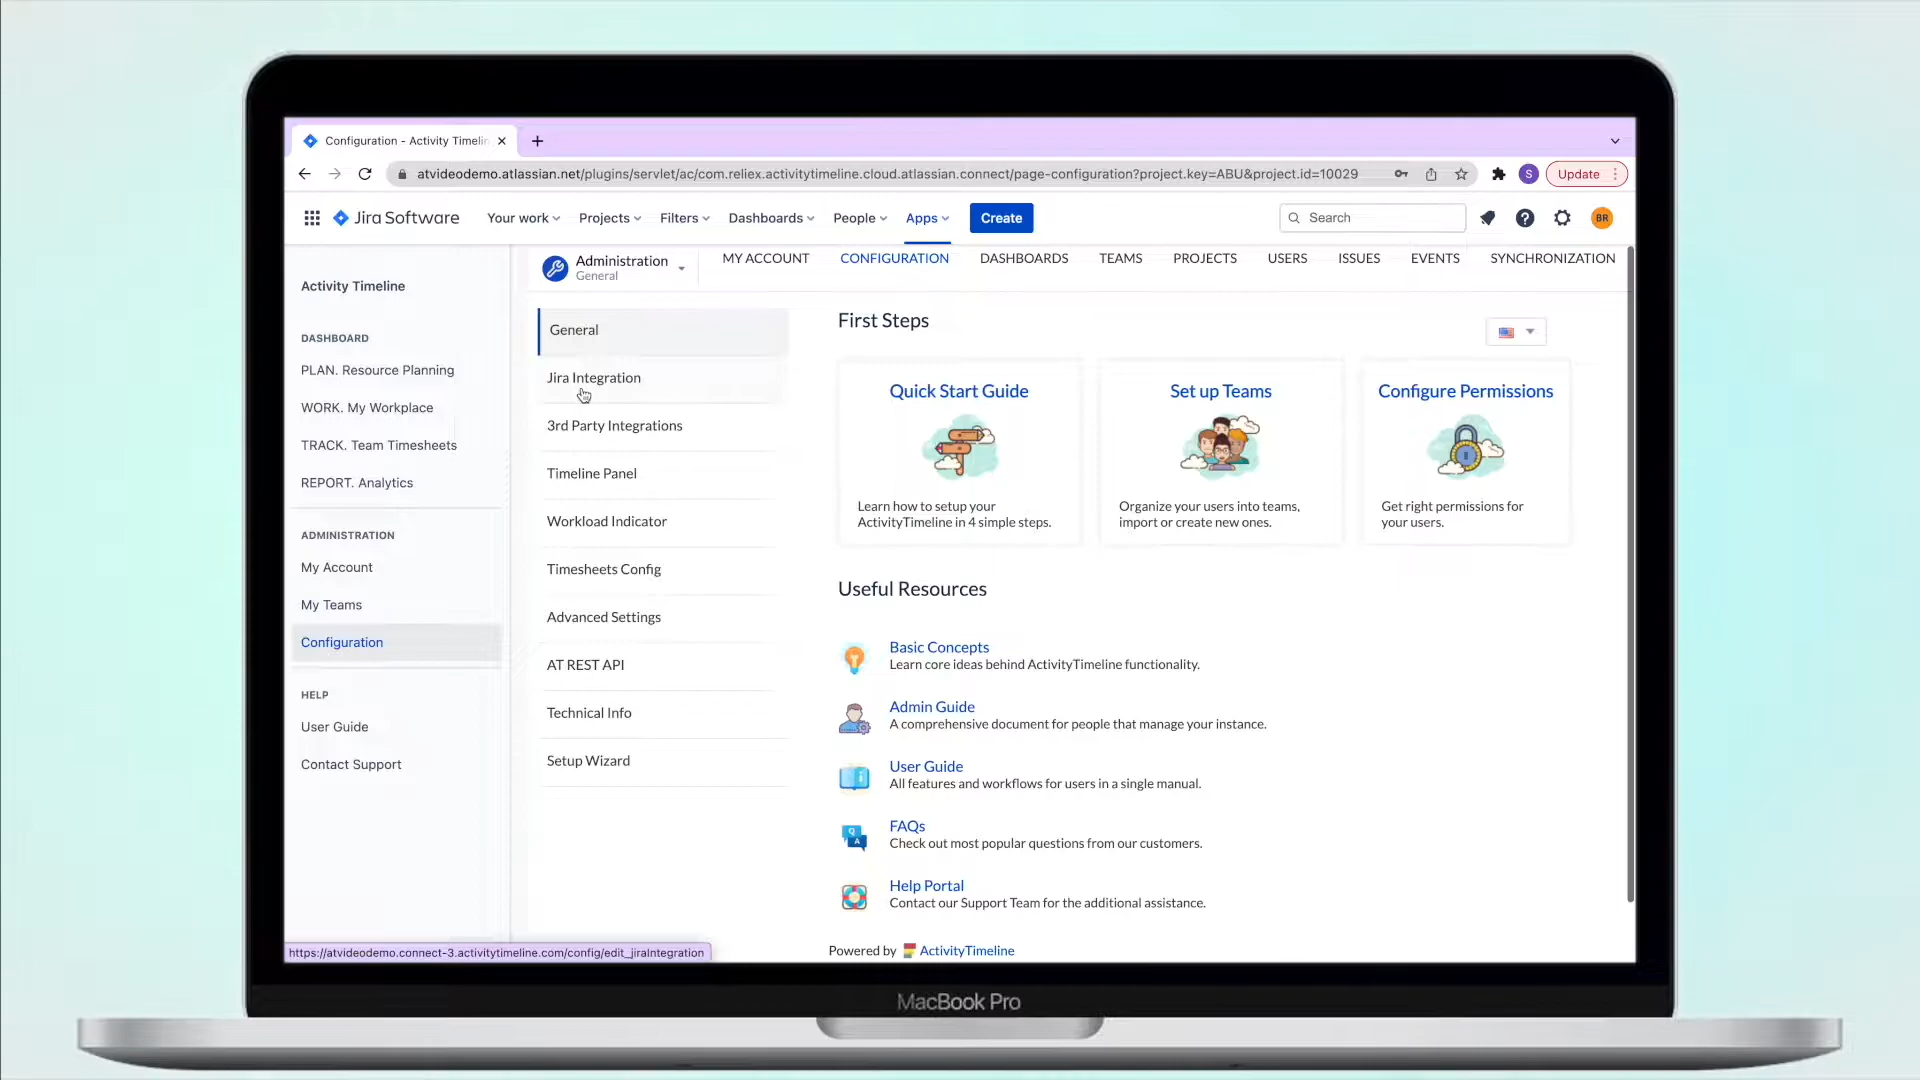 Configuration - Activity Timelin
atvideodemo.atlassian.net/plugins/servlet/ac/com.reliex.activitytimeline.cloud.atlassian.connect/page-configuration?project.key=ABU&project.id=10029
S
Update
Jira Software
Your work
Projects
Filters
Dashboards
People
Apps
Create
Search
BR
Activity Timeline
DASHBOARD
PLAN. Resource Planning
WORK. My Workplace
TRACK. Team Timesheets
REPORT. Analytics
ADMINISTRATION
My Account
My Teams
Configuration
HELP
User Guide
Contact Support
Administration
General
MY ACCOUNT
CONFIGURATION
DASHBOARDS
TEAMS
PROJECTS
USERS
ISSUES
EVENTS
SYNCHRONIZATION
General
Jira Integration
3rd Party Integrations
Timeline Panel
Workload Indicator
Timesheets Config
Advanced Settings
AT REST API
Technical Info
Setup Wizard
First Steps
Quick Start Guide
Learn how to setup your
ActivityTimeline in 4 simple steps.
Set up Teams
Organize your users into teams,
import or create new ones.
Configure Permissions
Get right permissions for
your users.
Useful Resources
Basic Concepts
Learn core ideas behind ActivityTimeline functionality.
Admin Guide
A comprehensive document for people that manage your instance.
User Guide
All features and workflows for users in a single manual.
Q
A
FAQs
Check out most popular questions from our customers.
Help Portal
Contact our Support Team for the additional assistance.
Powered by ActivityTimeline
https://atvideodemo.connect-3.activitytimeline.com/config/edit_jiraIntegration
MacBook Pro